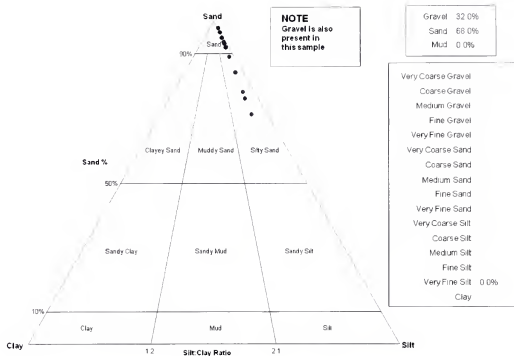 Sand
NOTE
Gravel is also
present in
this sample
Gravel 32.0%
Sand 68.0%
Mud 0.0%
Sand
90%
Very Coarse Gravel
Coarse Gravel
Medium Gravel
Fine Gravel
Very Fine Gravel
Very Coarse Sand
Coarse Sand
Medium Sand
Fine Sand
Very Fine Sand
Very Coarse Silt
Coarse Silt
Medium Silt
Fine Silt
Very Fine Silt 0.0%
Clay
Clayey Sand Muddy Sand Silty Sand
Sand %
50%
Sandy Clay Sandy Mud Sandy Silt
10%
Clay Mud Silt
Clay Silt
1:2 Silt:Clay Ratio 2:1